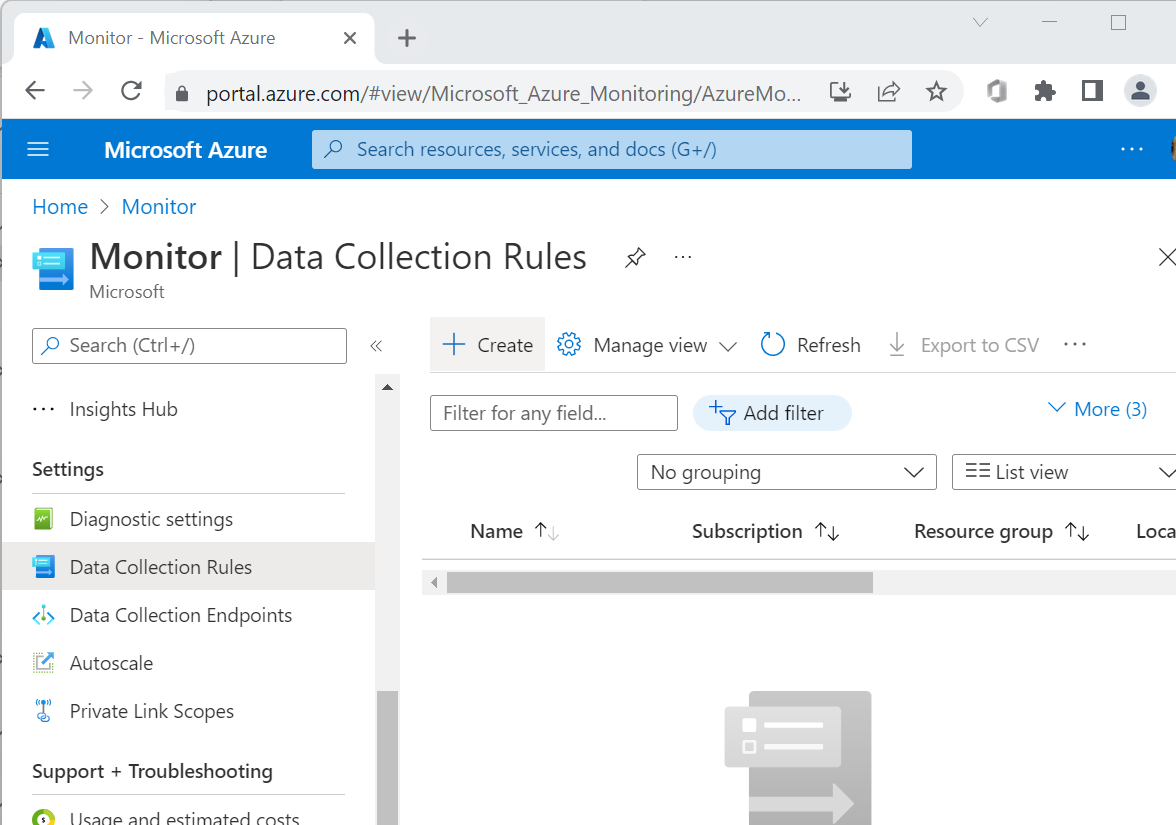 Monitor - Microsoft Azure
portal.azure.com/#view/Microsoft_Azure_Monitoring/AzureMo...
Microsoft Azure
Search resources, services, and docs (G+/)
Home > Monitor
Monitor | Data Collection Rules
Microsoft
Search (Ctrl+/)
Create
Manage view
Refresh
Export to CSV
Insights Hub
Filter for any field...
Add filter
More (3)
Settings
No grouping
List view
Diagnostic settings
Name
Subscription
Resource group
Loca
Data Collection Rules
Data Collection Endpoints
Autoscale
Private Link Scopes
Support + Troubleshooting
Usage and estimated costs